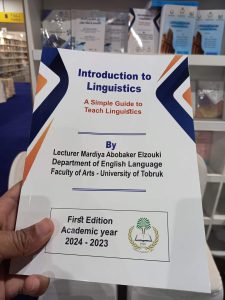 Introduction to
Linguistics
A Simple Guide to
Teach Linguistics
By
Lecturer Mardiya Abobaker Elzouki
Department of English Language
Faculty of Arts - University of Tobruk
First Edition
Academic year
2024 - 2023